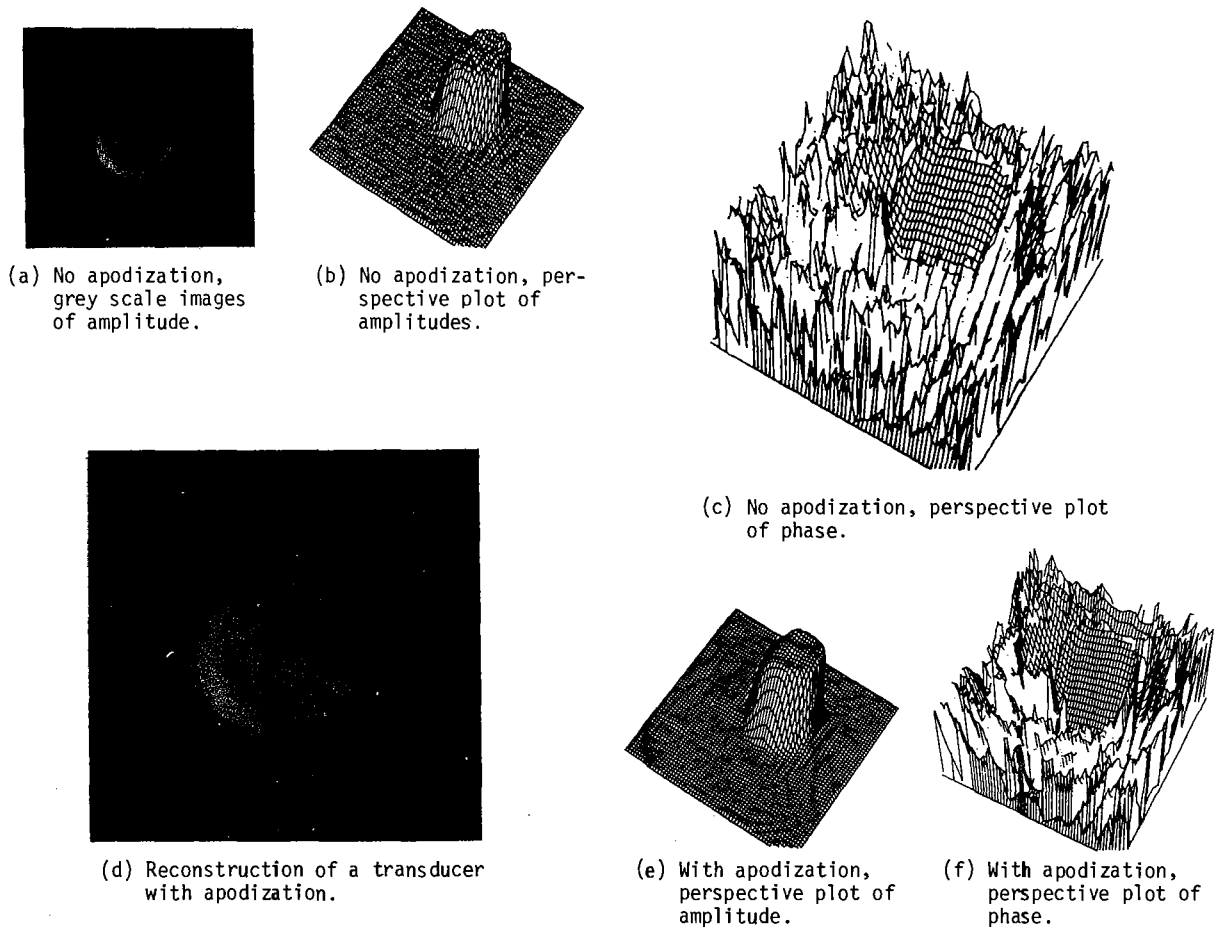 (a) No apodization,
grey scale images
of amplitude.
(b) No apodization, per-
spective plot of
amplitudes.
(c) No apodization, perspective plot
of phase.
(d) Reconstruction of a transducer
with apodization.
(e) With apodization,
perspective plot of
amplitude.
(f) With apodization,
perspective plot of
phase.